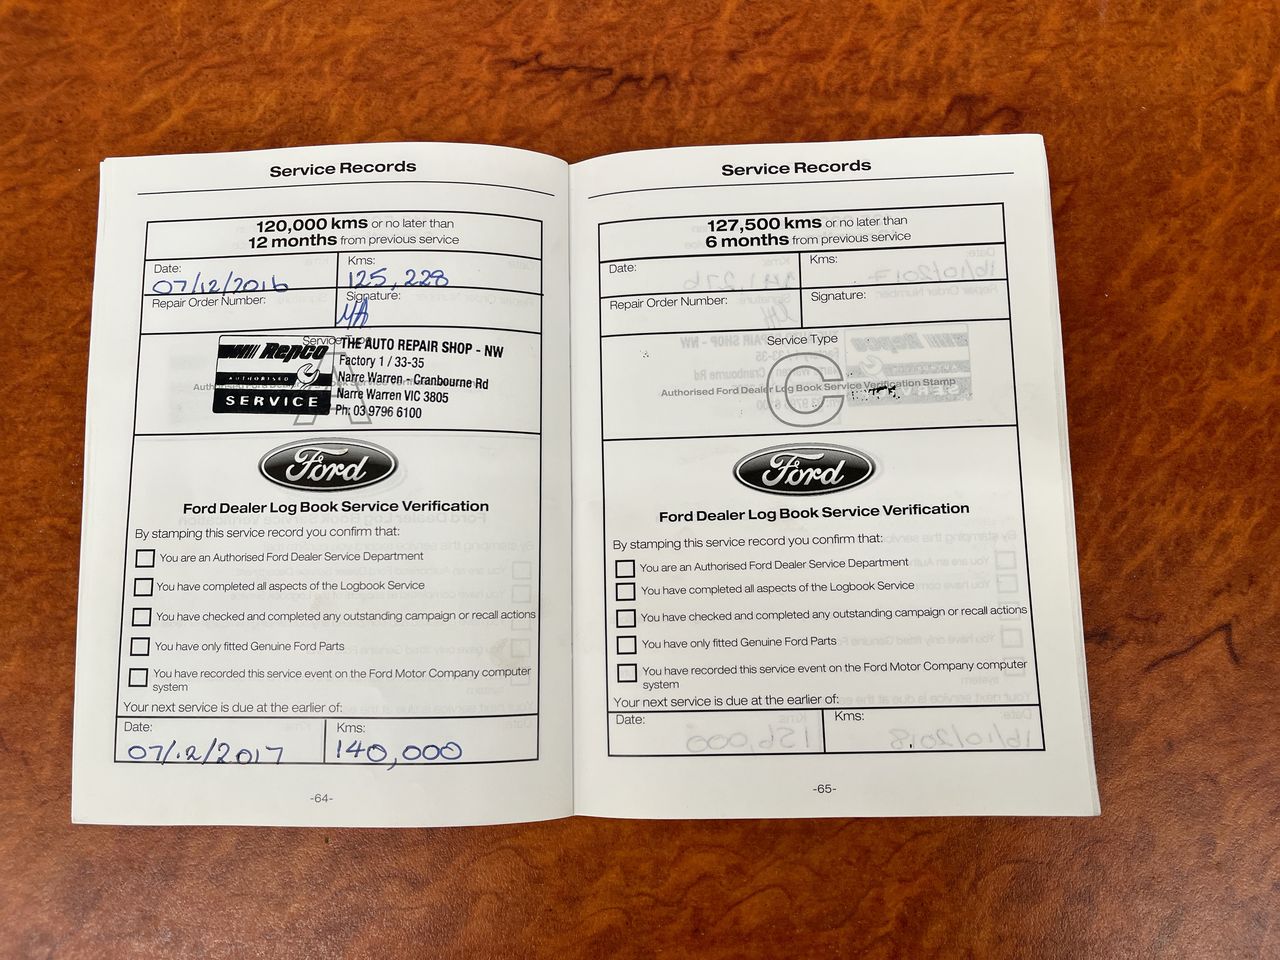 Service Records
120,000 kms or no later than
12 months from previous service
Date:
07/12/2016
Kms:
125,228
Repair Order Number:
Signature:
Service Type
Repco
AUTHORISED
SERVICE
THE AUTO REPAIR SHOP - NW
Factory 1 / 33-35
Narre Warren - Cranbourne Rd
Narre Warren VIC 3805
Ph: 03 9796 6100
A
Ford
Ford Dealer Log Book Service Verification
By stamping this service record you confirm that:
You are an Authorised Ford Dealer Service Department
You have completed all aspects of the Logbook Service
You have checked and completed any outstanding campaign or recall actions
You have only fitted Genuine Ford Parts
You have recorded this service event on the Ford Motor Company computer
system
Your next service is due at the earlier of:
Date:
07/12/2017
Kms:
140,000
-64-
Service Records
127,500 kms or no later than
6 months from previous service
Date:
Kms:
Repair Order Number:
Signature:
Service Type
C
Authorised Ford Dealer Log Book Service Verification Stamp
Ford
Ford Dealer Log Book Service Verification
By stamping this service record you confirm that:
You are an Authorised Ford Dealer Service Department
You have completed all aspects of the Logbook Service
You have checked and completed any outstanding campaign or recall actions
You have only fitted Genuine Ford Parts
You have recorded this service event on the Ford Motor Company computer
system
Your next service is due at the earlier of:
Date:
Kms:
-65-